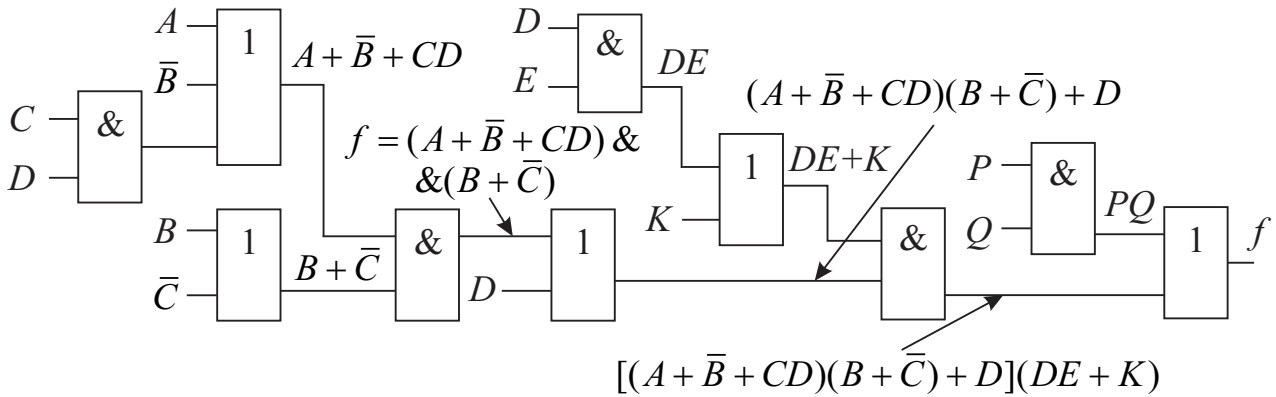 A
1
A + B̅ + CD
B̅
C
&
D
D
&
DE
E
(A + B̅ + CD)(B + C̅) + D
f = (A + B̅ + CD) &
&(B + C̅)
1
DE+K
K
P
&
PQ
Q
1
f
B
1
B + C̅
C̅
&
1
D
&
[(A + B̅ + CD)(B + C̅) + D](DE + K)